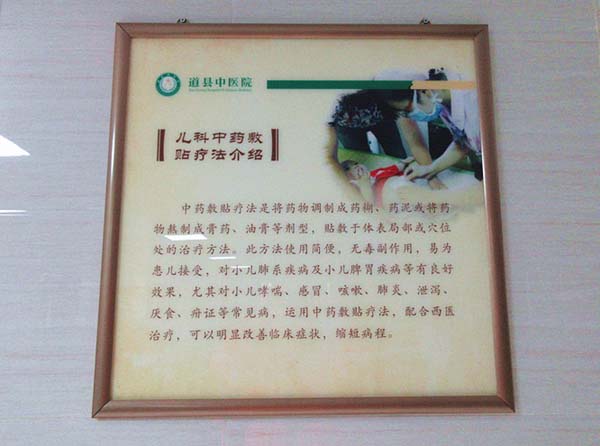 道县中医院
儿科中药敷
贴疗法介绍
中药敷贴疗法是将药物调制成药糊、药泥或将药
物熬制成膏药、油膏等剂型，贴敷于体表局部或穴位
处的治疗方法。此方法使用简便，无毒副作用，易为
患儿接受，对小儿肺系疾病及小儿脾胃疾病等有良好
效果，尤其对小儿哮喘、感冒、咳嗽、肺炎、泄泻、
厌食、疳证等常见病，运用中药敷贴疗法，配合西医
治疗，可以明显改善临床症状，缩短病程。